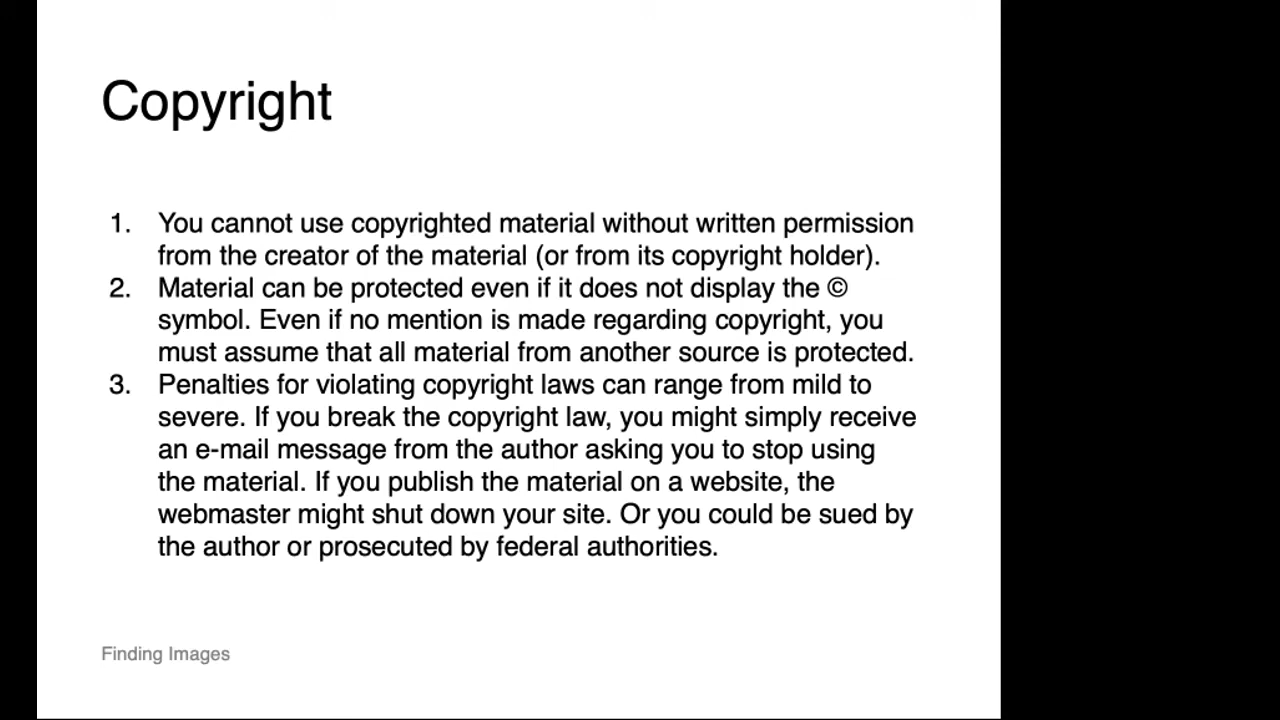 Copyright
1. You cannot use copyrighted material without written permission
from the creator of the material (or from its copyright holder).
2. Material can be protected even if it does not display the ©
symbol. Even if no mention is made regarding copyright, you
must assume that all material from another source is protected.
3. Penalties for violating copyright laws can range from mild to
severe. If you break the copyright law, you might simply receive
an e-mail message from the author asking you to stop using
the material. If you publish the material on a website, the
webmaster might shut down your site. Or you could be sued by
the author or prosecuted by federal authorities.
Finding Images